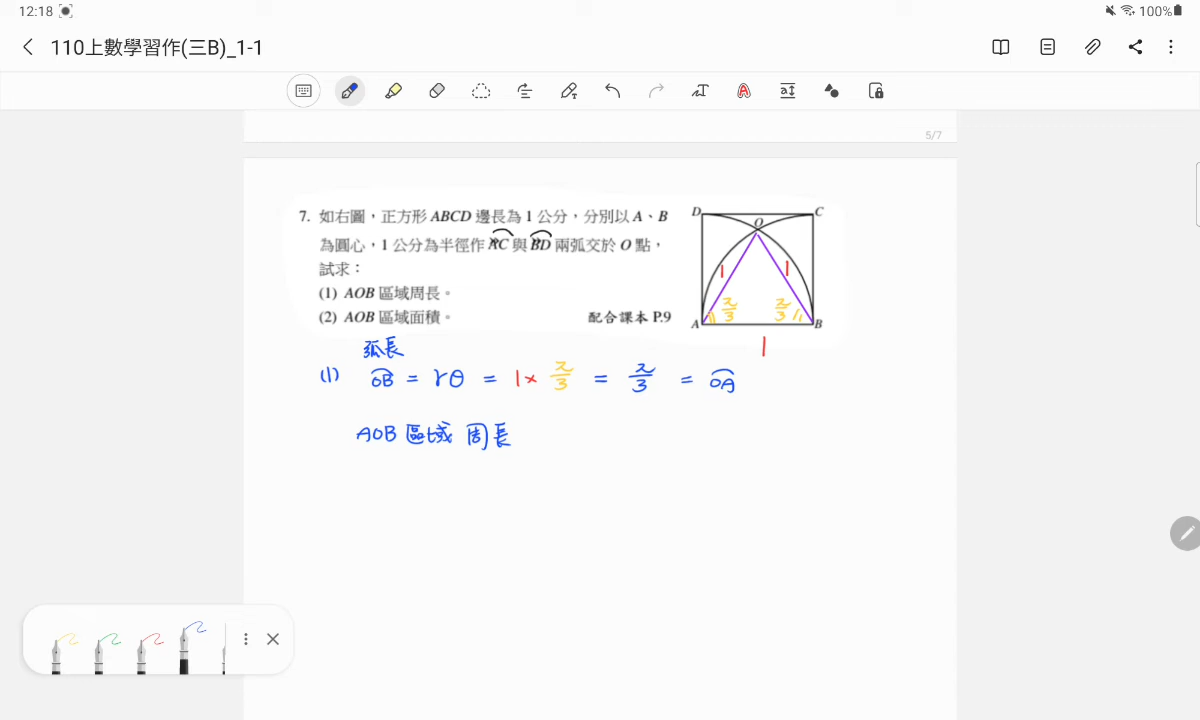 12:18 100%
110上數學習作(三B)_1-1
5/7
7. 如右圖，正方形 ABCD 邊長為 1 公分，分別以 A、B
為圓心，1 公分為半徑作 AC 與 BD 兩弧交於 O 點，
試求：
(1) AOB 區域周長。
(2) AOB 區域面積。 配合課本 P.9
D C
O
1 1
π/3 π/3
A B
1
弧長
(1) OB = rθ = 1 × π/3 = π/3 = OA
AOB 區域 周長